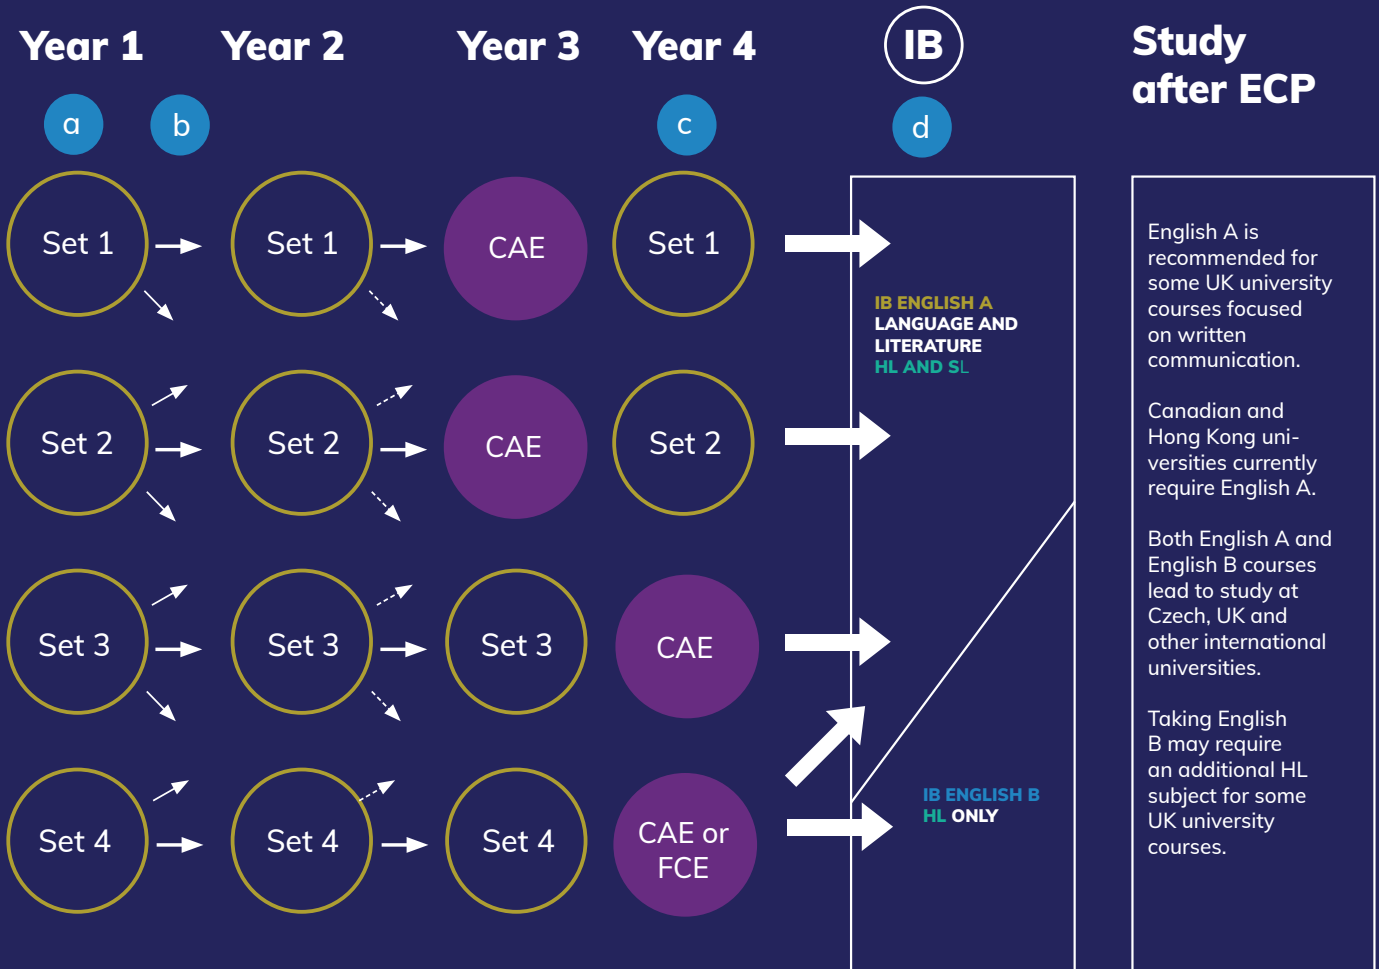 Year 1
Year 2
Year 3
Year 4
IB
Study
after ECP
a
b
c
d
Set 1
Set 1
CAE
Set 1
Set 2
Set 2
CAE
Set 2
Set 3
Set 3
Set 3
CAE
Set 4
Set 4
Set 4
CAE or
FCE
IB ENGLISH A
LANGUAGE AND
LITERATURE
HL AND SL
IB ENGLISH B
HL ONLY
English A is
recommended for
some UK university
courses focused
on written
communication.
Canadian and
Hong Kong uni-
versities currently
require English A.
Both English A and
English B courses
lead to study at
Czech, UK and
other international
universities.
Taking English
B may require
an additional HL
subject for some
UK university
courses.